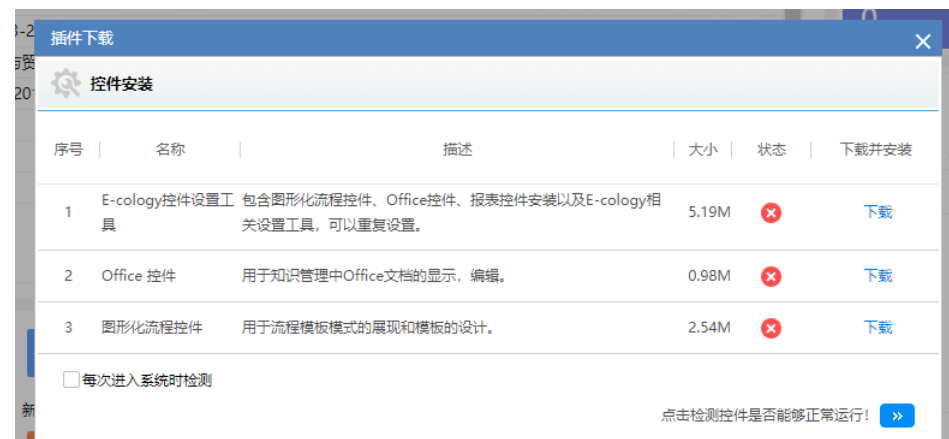 3-2
插件下载
与贸
控件安装
201
序号 名称 描述 大小 状态 下载并安装
1 E-cology控件设置工具 包含图形化流程控件、Office控件、报表控件安装以及E-cology相关设置工具，可以重复设置。 5.19M 下载
2 Office 控件 用于知识管理中Office文档的显示，编辑。 0.98M 下载
3 图形化流程控件 用于流程模板模式的展现和模板的设计。 2.54M 下载
每次进入系统时检测
新
点击检测控件是否能够正常运行!